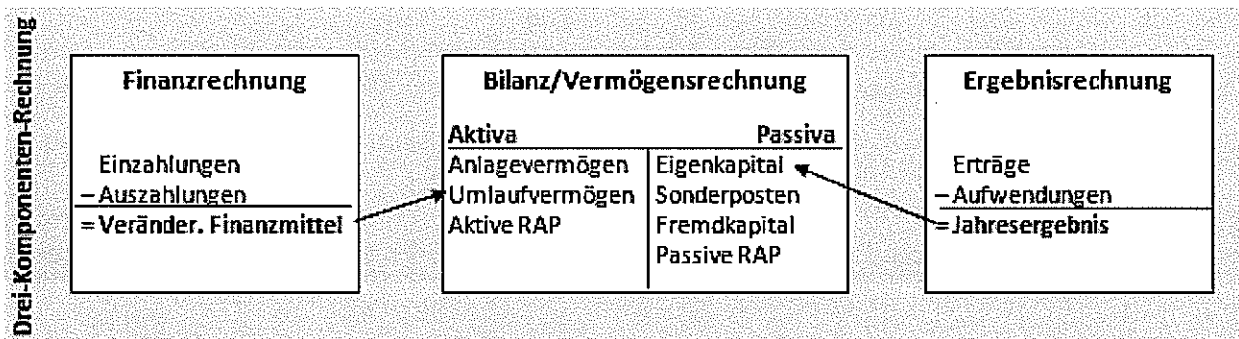 Drei-Komponenten-Rechnung
Finanzrechnung
Einzahlungen
– Auszahlungen
= Veränder. Finanzmittel
Bilanz/Vermögensrechnung
Aktiva Passiva
Anlagevermögen Eigenkapital
Umlaufvermögen Sonderposten
Aktive RAP Fremdkapital
Passive RAP
Ergebnisrechnung
Erträge
– Aufwendungen
= Jahresergebnis